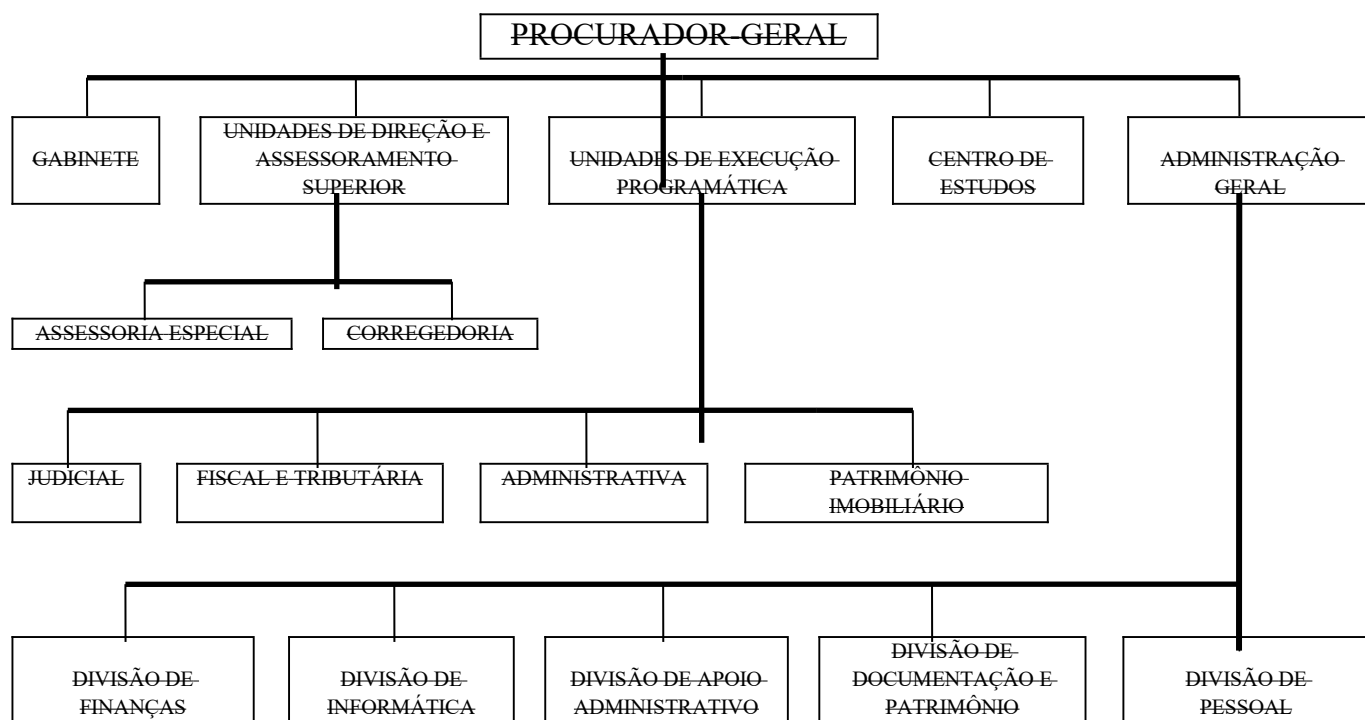 PROCURADOR-GERAL
GABINETE
UNIDADES DE DIREÇÃO E
ASSESSORAMENTO
SUPERIOR
UNIDADES DE EXECUÇÃO
PROGRAMÁTICA
CENTRO DE
ESTUDOS
ADMINISTRAÇÃO
GERAL
ASSESSORIA ESPECIAL
CORREGEDORIA
JUDICIAL
FISCAL E TRIBUTÁRIA
ADMINISTRATIVA
PATRIMÔNIO
IMOBILIÁRIO
DIVISÃO DE
FINANÇAS
DIVISÃO DE
INFORMÁTICA
DIVISÃO DE APOIO
ADMINISTRATIVO
DIVISÃO DE
DOCUMENTAÇÃO E
PATRIMÔNIO
DIVISÃO DE
PESSOAL